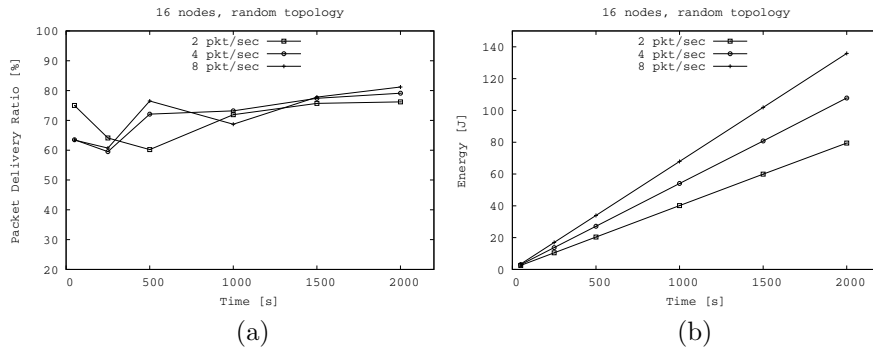 16 nodes, random topology
100
90
80
70
60
50
40
30
20
0 500 1000 1500 2000
Packet Delivery Ratio [%]
Time [s]
2 pkt/sec
4 pkt/sec
8 pkt/sec
(a)
16 nodes, random topology
140
120
100
80
60
40
20
0
0 500 1000 1500 2000
Energy [J]
Time [s]
2 pkt/sec
4 pkt/sec
8 pkt/sec
(b)